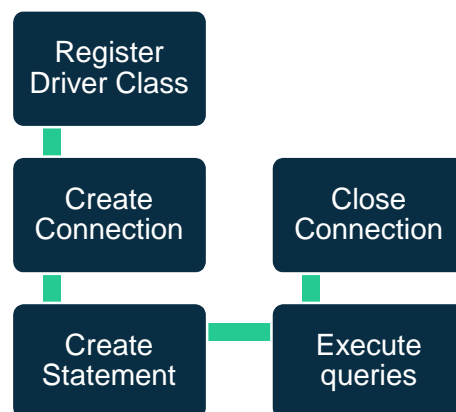 Register
Driver Class
Create
Connection
Create
Statement
Execute
queries
Close
Connection